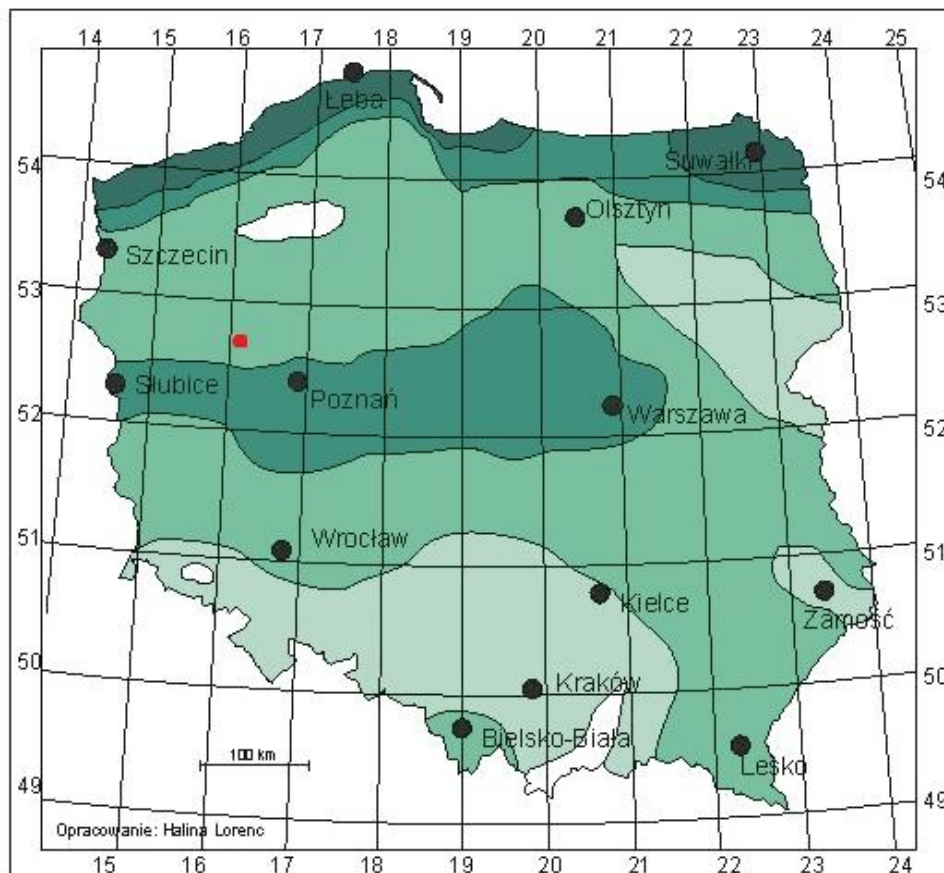 14 15 16 17 18 19 20 21 22 23 24 25
Łeba
54 Suwałki 54
Olsztyn
Szczecin
53 53
Słubice Poznań
Warszawa
52 52
Wrocław
51 51
Kielce Zamość
50 50
Kraków
Bielsko-Biała
100 km Lesko
49 49
Opracowanie: Halina Lorenc
15 16 17 18 19 20 21 22 23 24